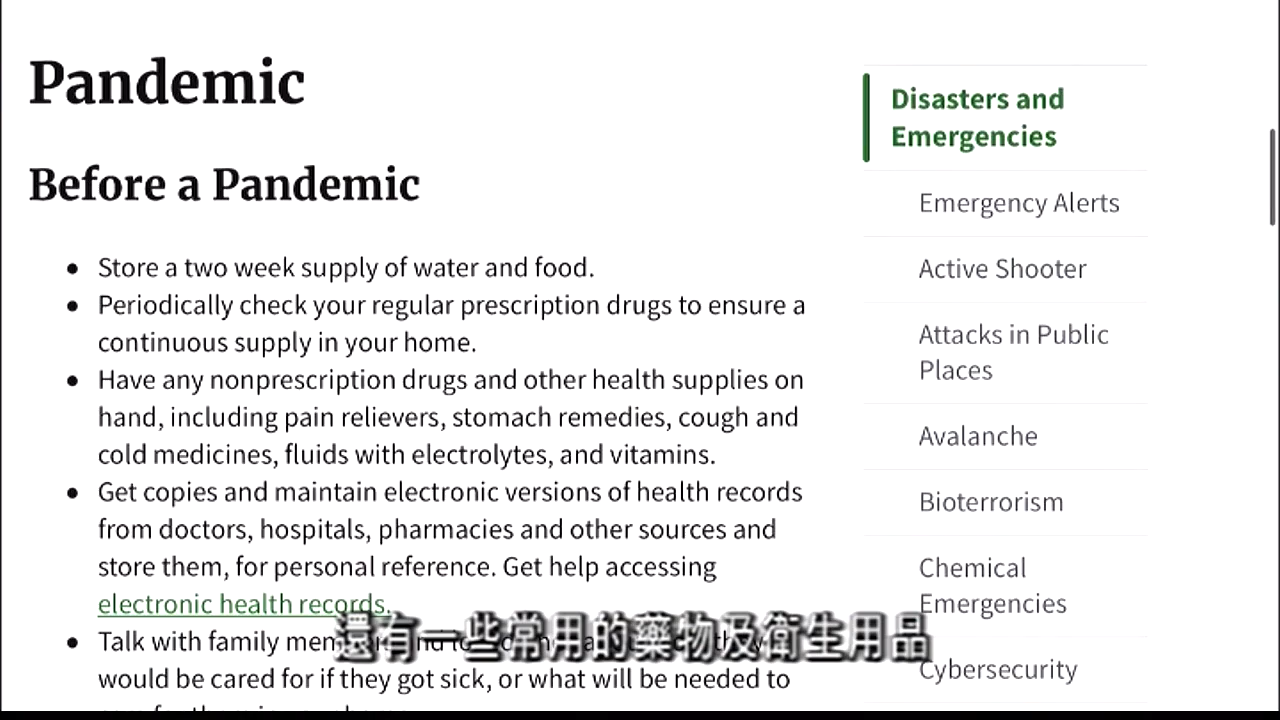 Pandemic
Before a Pandemic
Store a two week supply of water and food.
Periodically check your regular prescription drugs to ensure a
continuous supply in your home.
Have any nonprescription drugs and other health supplies on
hand, including pain relievers, stomach remedies, cough and
cold medicines, fluids with electrolytes, and vitamins.
Get copies and maintain electronic versions of health records
from doctors, hospitals, pharmacies and other sources and
store them, for personal reference. Get help accessing
electronic health records.
Talk with family
would be cared for if they got sick, or what will be needed to
還有一些常用的藥物及衛生用品
Disasters and
Emergencies
Emergency Alerts
Active Shooter
Attacks in Public
Places
Avalanche
Bioterrorism
Chemical
Emergencies
Cybersecurity